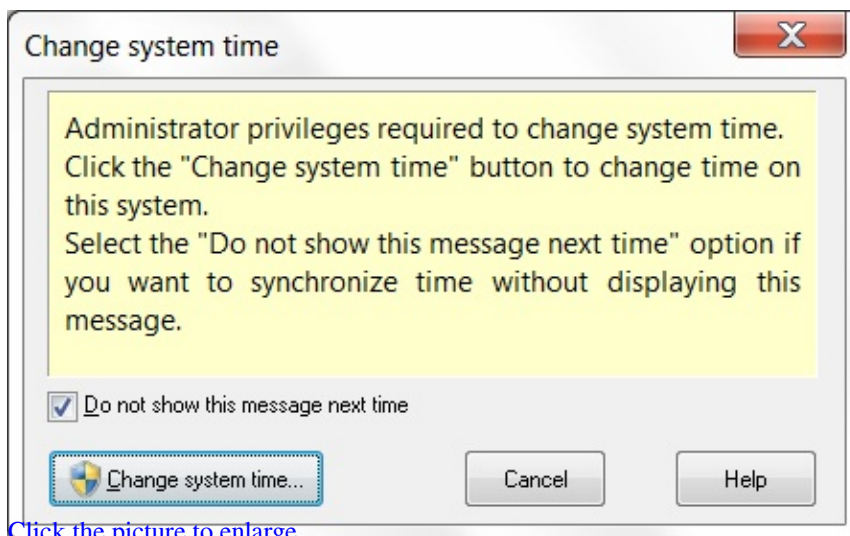 Change system time
Administrator privileges required to change system time.
Click the "Change system time" button to change time on
this system.
Select the "Do not show this message next time" option if
you want to synchronize time without displaying this
message.
Do not show this message next time
Change system time...
Cancel
Help
Click the picture to enlarge